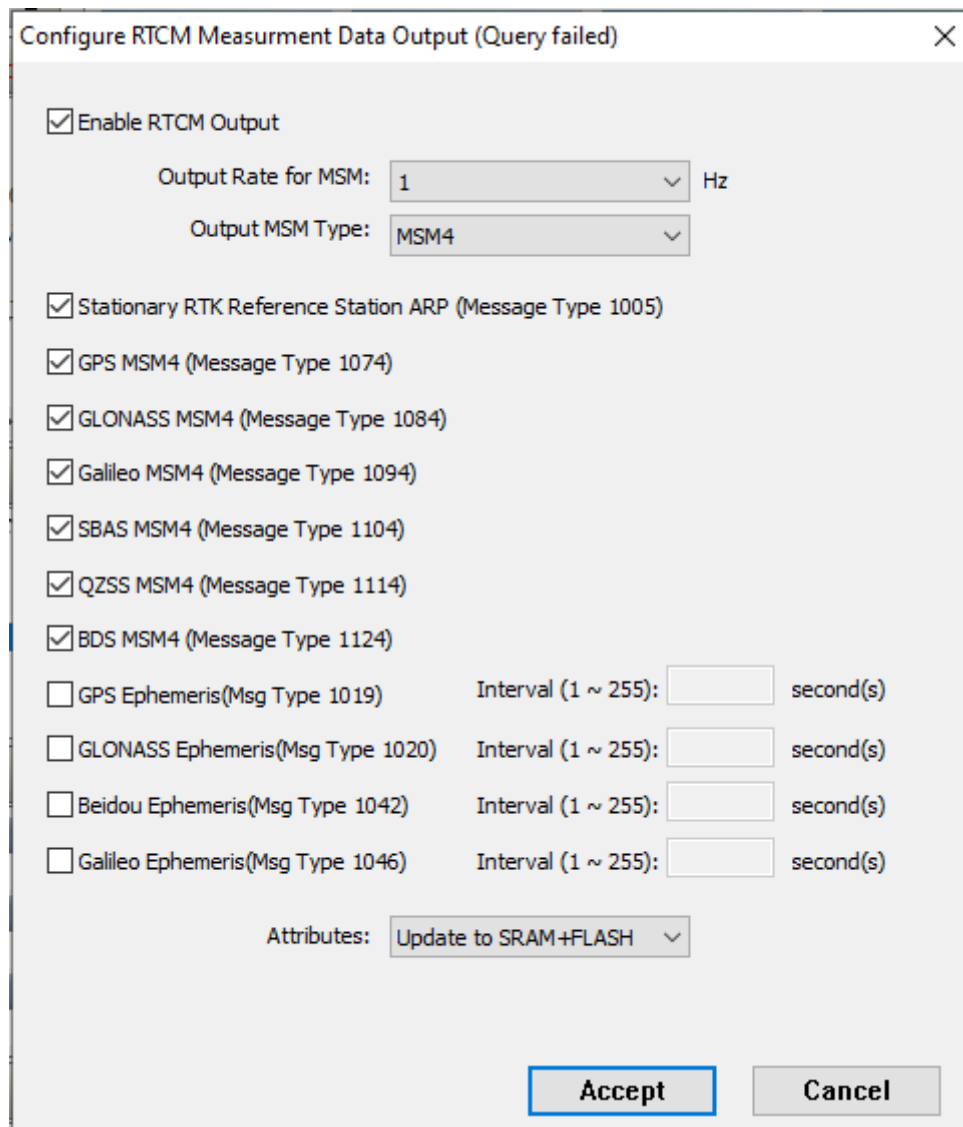 Configure RTCM Measurment Data Output (Query failed)
Enable RTCM Output
Output Rate for MSM: 1 Hz
Output MSM Type: MSM4
Stationary RTK Reference Station ARP (Message Type 1005)
GPS MSM4 (Message Type 1074)
GLONASS MSM4 (Message Type 1084)
Galileo MSM4 (Message Type 1094)
SBAS MSM4 (Message Type 1104)
QZSS MSM4 (Message Type 1114)
BDS MSM4 (Message Type 1124)
GPS Ephemeris(Msg Type 1019) Interval (1 ~ 255): second(s)
GLONASS Ephemeris(Msg Type 1020) Interval (1 ~ 255): second(s)
Beidou Ephemeris(Msg Type 1042) Interval (1 ~ 255): second(s)
Galileo Ephemeris(Msg Type 1046) Interval (1 ~ 255): second(s)
Attributes: Update to SRAM+FLASH
Accept Cancel